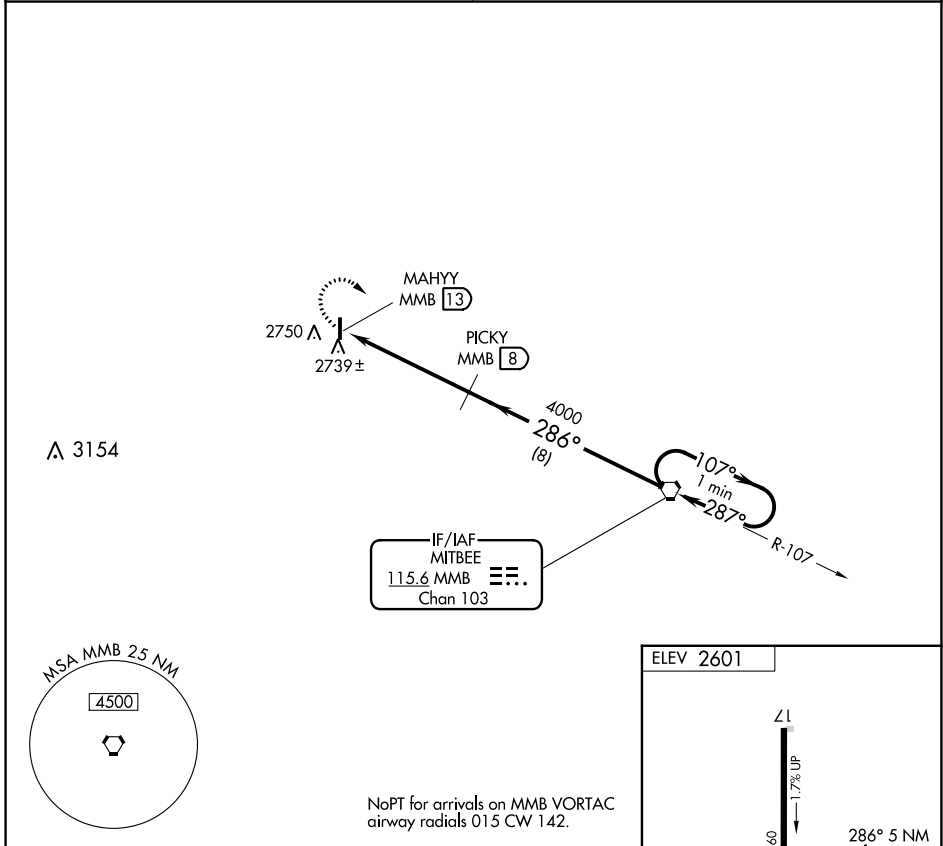 MAHYY
MMB 13
2750
2739 ±
PICKY
MMB 8
4000
286°
(8)
3154
107°
1 min
287°
R-107
IF/IAF
MITBEE
115.6 MMB
Chan 103
MSA MMB 25 NM
4500
NoPT for arrivals on MMB VORTAC
airway radials 015 CW 142.
ELEV 2601
17
1.7% UP
60
286° 5 NM